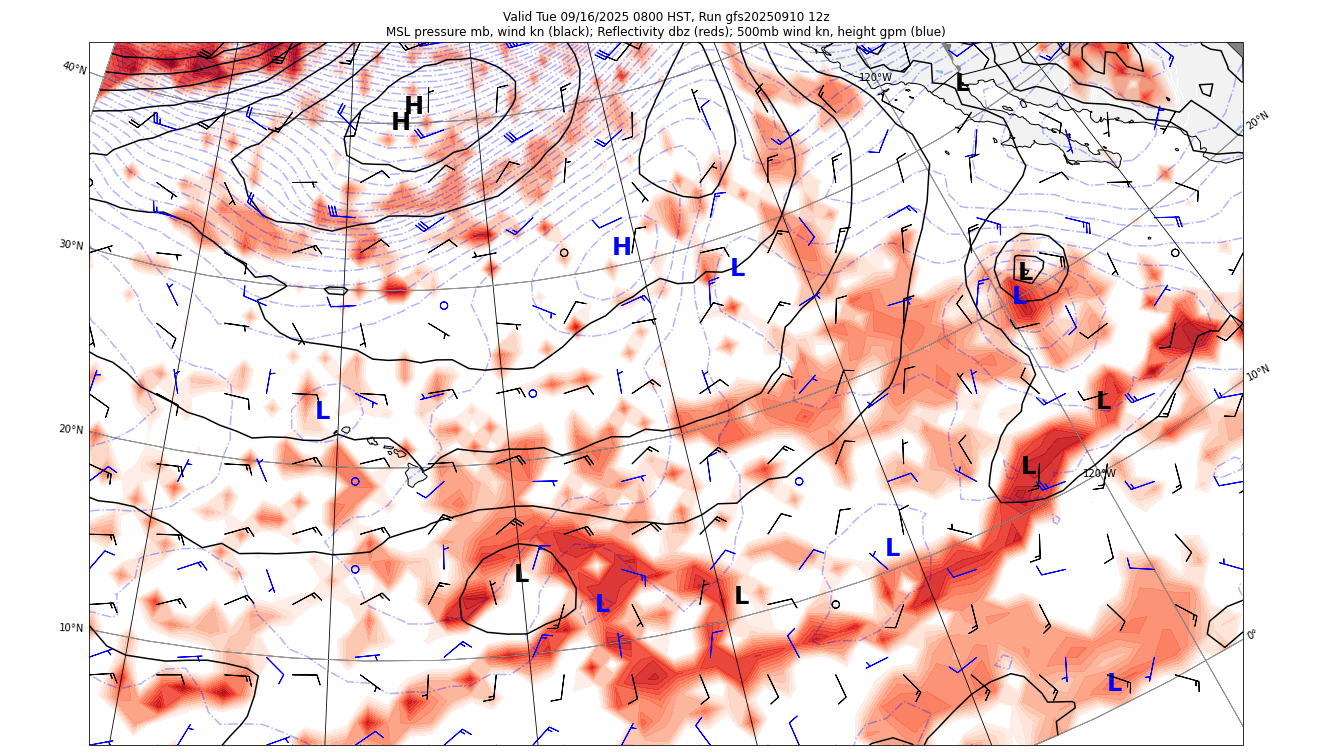 Valid Tue 09/16/2025 0800 HST, Run gfs20250910 12z
MSL pressure mb, wind kn (black); Reflectivity dbz (reds); 500mb wind kn, height gpm (blue)
40°N
120°W
L
H
H
20°N
30°N
H
L
L
L
10°N
L
L
20°N
L
120°W
L
L
L
L
10°N
0°
L